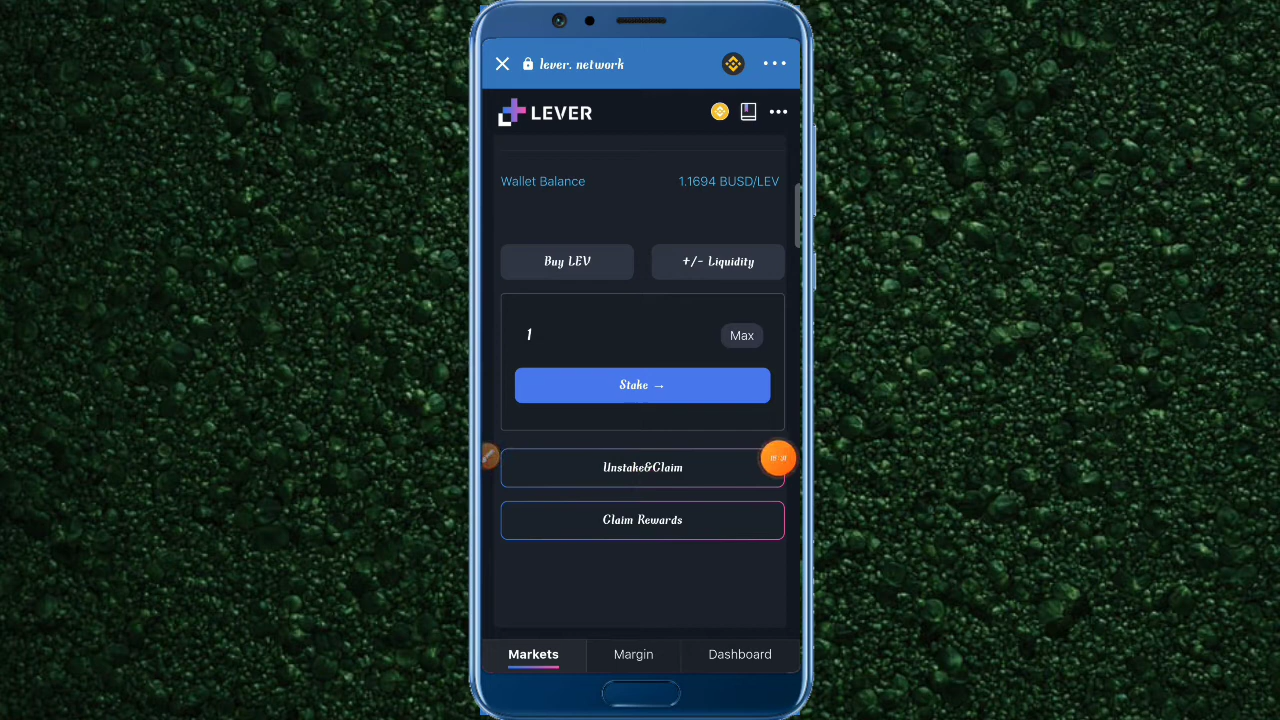 lever. network
LEVER
Wallet Balance 1.1694 BUSD/LEV
Buy LEV +/- Liquidity
1 Max
Stake →
Unstake&Claim
Claim Rewards
Markets Margin Dashboard